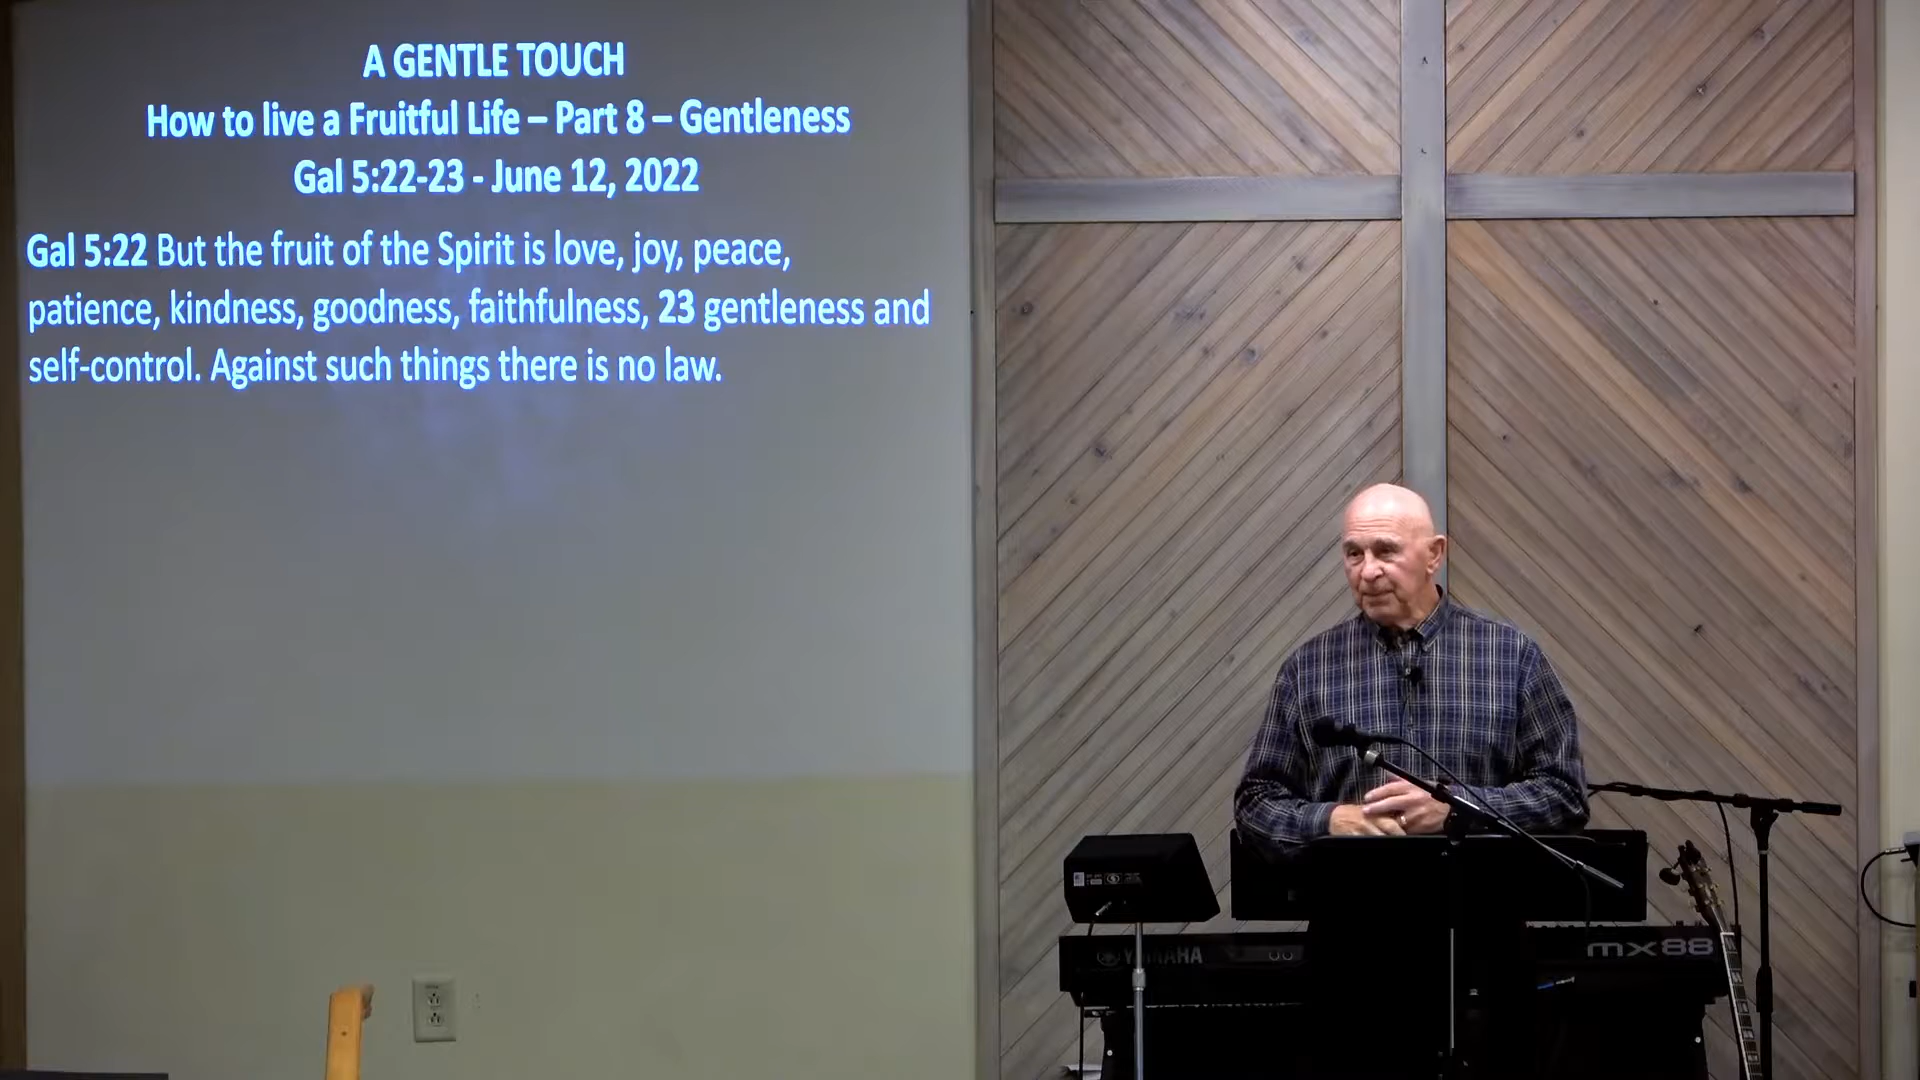 A GENTLE TOUCH
How to live a Fruitful Life – Part 8 – Gentleness
Gal 5:22-23 - June 12, 2022
Gal 5:22 But the fruit of the Spirit is love, joy, peace,
patience, kindness, goodness, faithfulness, 23 gentleness and
self-control. Against such things there is no law.
YAMAHA
MX88